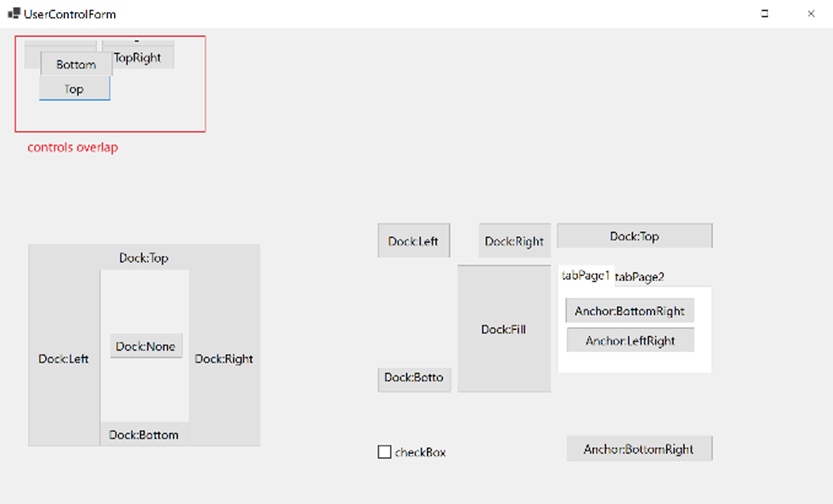 UserControlForm
TopRight
Bottom
Top
controls overlap
Dock:Top
Dock:Left
Dock:None
Dock:Right
Dock:Bottom
Dock:Left
Dock:Right
Dock:Top
tabPage1
tabPage2
Anchor:BottomRight
Anchor:LeftRight
Dock:Fill
Dock:Botto
checkBox
Anchor:BottomRight